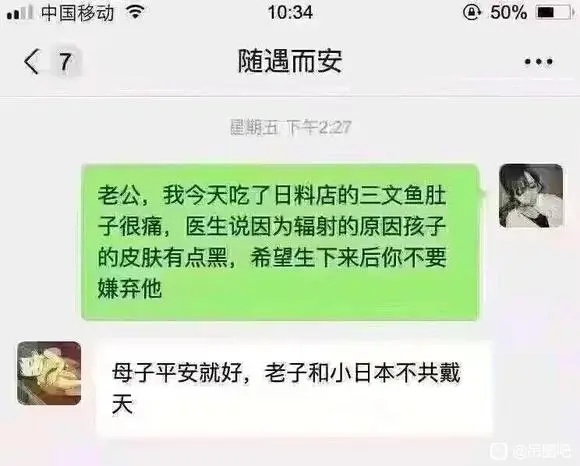 中国移动 10:34 50%
7 随遇而安
星期五 下午2:27
老公，我今天吃了日料店的三文鱼肚
子很痛，医生说因为辐射的原因孩子
的皮肤有点黑，希望生下来后你不要
嫌弃他
母子平安就好，老子和小日本不共戴
天